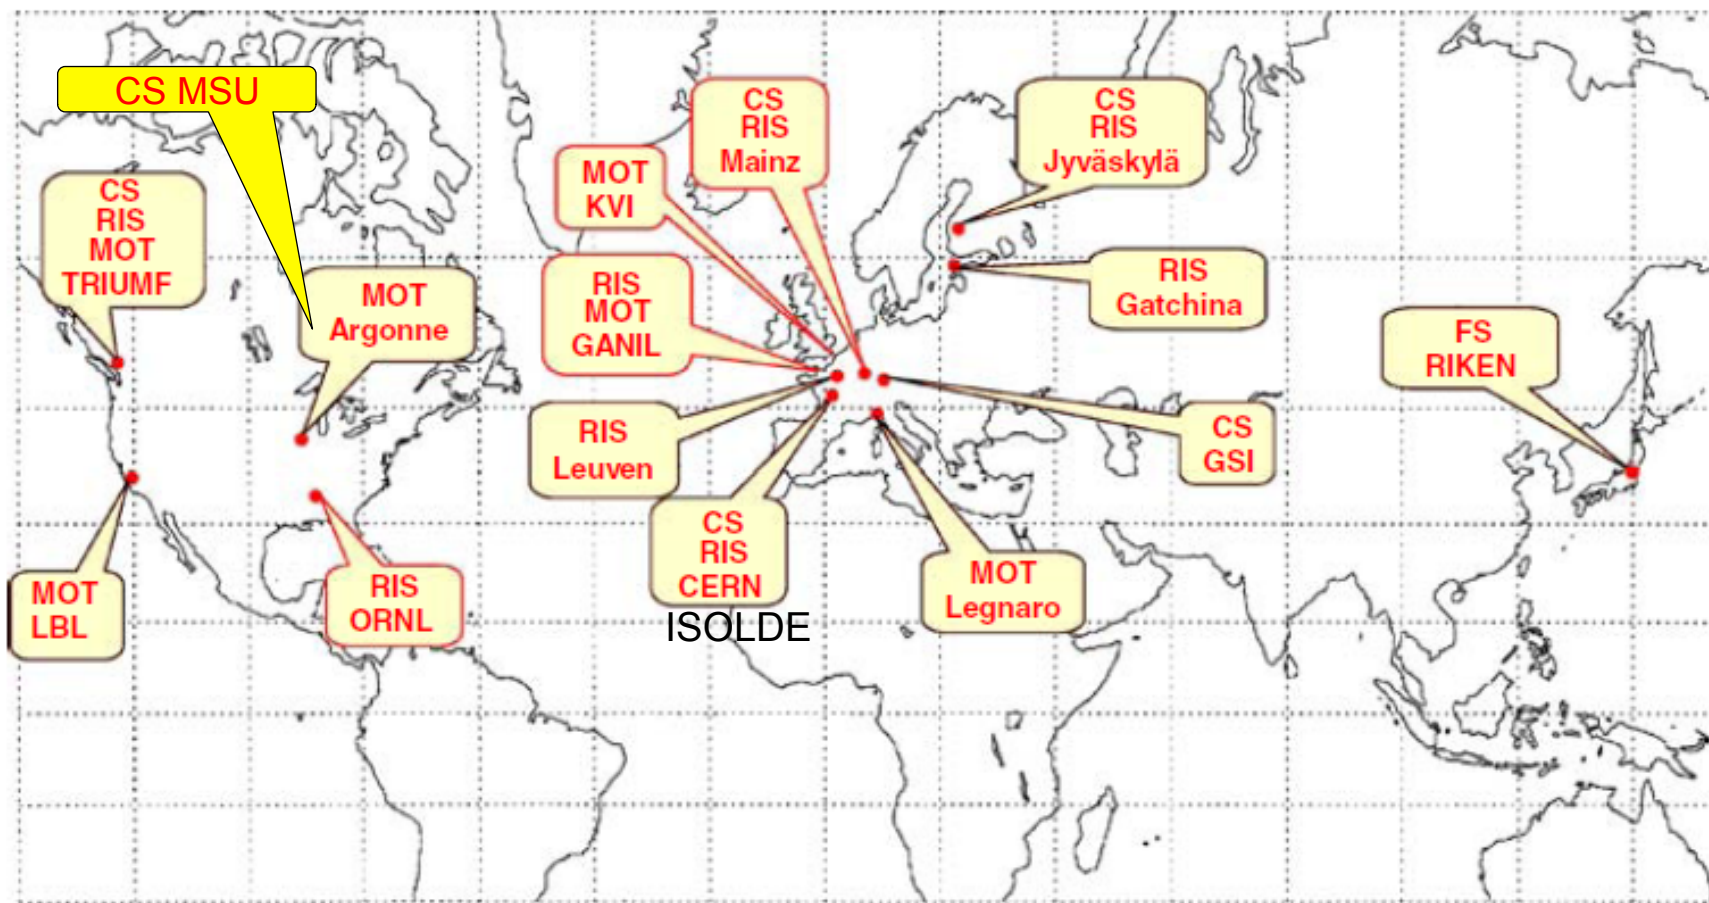 CS MSU
CS
RIS
MOT
TRIUMF
MOT
Argonne
MOT
LBL
RIS
ORNL
MOT
KVI
CS
RIS
Mainz
RIS
MOT
GANIL
RIS
Leuven
CS
RIS
CERN
ISOLDE
MOT
Legnaro
CS
RIS
Jyväskylä
RIS
Gatchina
CS
GSI
FS
RIKEN